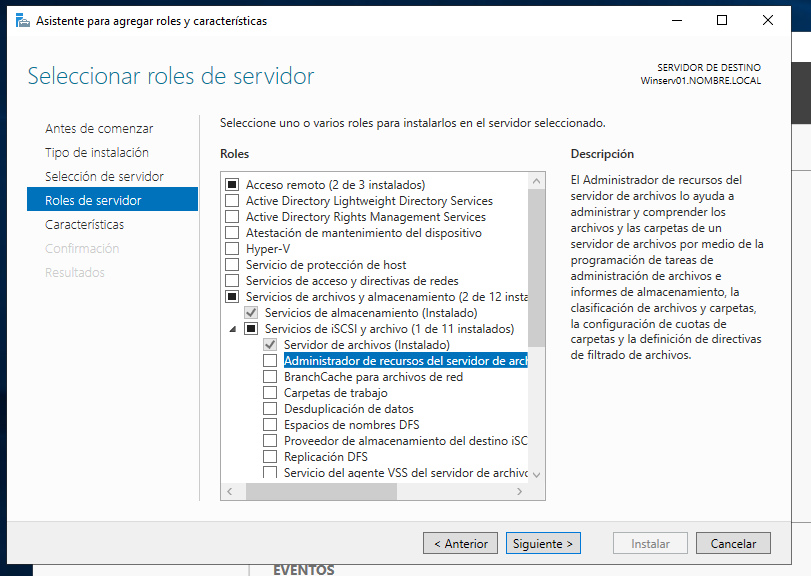 Asistente para agregar roles y características
Seleccionar roles de servidor
SERVIDOR DE DESTINO
Winserv01.NOMBRE.LOCAL
Antes de comenzar
Tipo de instalación
Selección de servidor
Roles de servidor
Características
Confirmación
Resultados
Seleccione uno o varios roles para instalarlos en el servidor seleccionado.
Roles
Acceso remoto (2 de 3 instalados)
Active Directory Lightweight Directory Services
Active Directory Rights Management Services
Atestación de mantenimiento del dispositivo
Hyper-V
Servicio de protección de host
Servicios de acceso y directivas de redes
Servicios de archivos y almacenamiento (2 de 12 insta
Servicios de almacenamiento (Instalado)
Servicios de iSCSI y archivo (1 de 11 instalados)
Servidor de archivos (Instalado)
Administrador de recursos del servidor de arch
BranchCache para archivos de red
Carpetas de trabajo
Desduplicación de datos
Espacios de nombres DFS
Proveedor de almacenamiento del destino iSC
Replicación DFS
Servicio del agente VSS del servidor de archivo
Descripción
El Administrador de recursos del
servidor de archivos lo ayuda a
administrar y comprender los
archivos y las carpetas de un
servidor de archivos por medio de la
programación de tareas de
administración de archivos e
informes de almacenamiento, la
clasificación de archivos y carpetas,
la configuración de cuotas de
carpetas y la definición de directivas
de filtrado de archivos.
< Anterior
Siguiente >
Instalar
Cancelar
EVENTOS